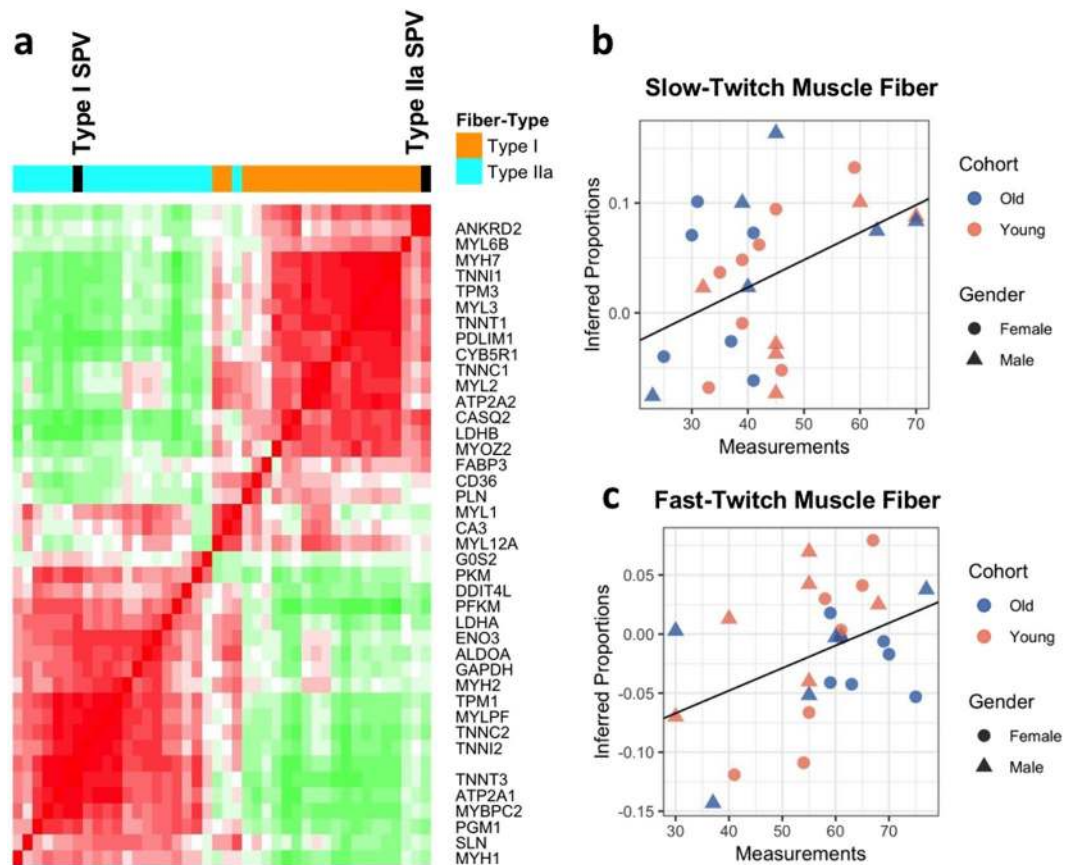 a
Type I SPV
Type IIa SPV
Fiber-Type
Type I
Type IIa
ANKRD2
MYL6B
MYH7
TNNI1
TPM3
MYL3
TNNT1
PDLIM1
CYB5R1
TNNC1
MYL2
ATP2A2
CASQ2
LDHB
MYOZ2
FABP3
CD36
PLN
MYL1
CA3
MYL12A
G0S2
PKM
DDIT4L
PFKM
LDHA
ENO3
ALDOA
GAPDH
MYH2
TPM1
MYLPF
TNNC2
TNNI2
TNNT3
ATP2A1
MYBPC2
PGM1
SLN
MYH1
b
Slow-Twitch Muscle Fiber
Inferred Proportions
0.1
0.0
30 40 50 60 70
Measurements
Cohort
Old
Young
Gender
Female
Male
c
Fast-Twitch Muscle Fiber
Inferred Proportions
0.05
0.00
-0.05
-0.10
-0.15
30 40 50 60 70
Measurements
Cohort
Old
Young
Gender
Female
Male